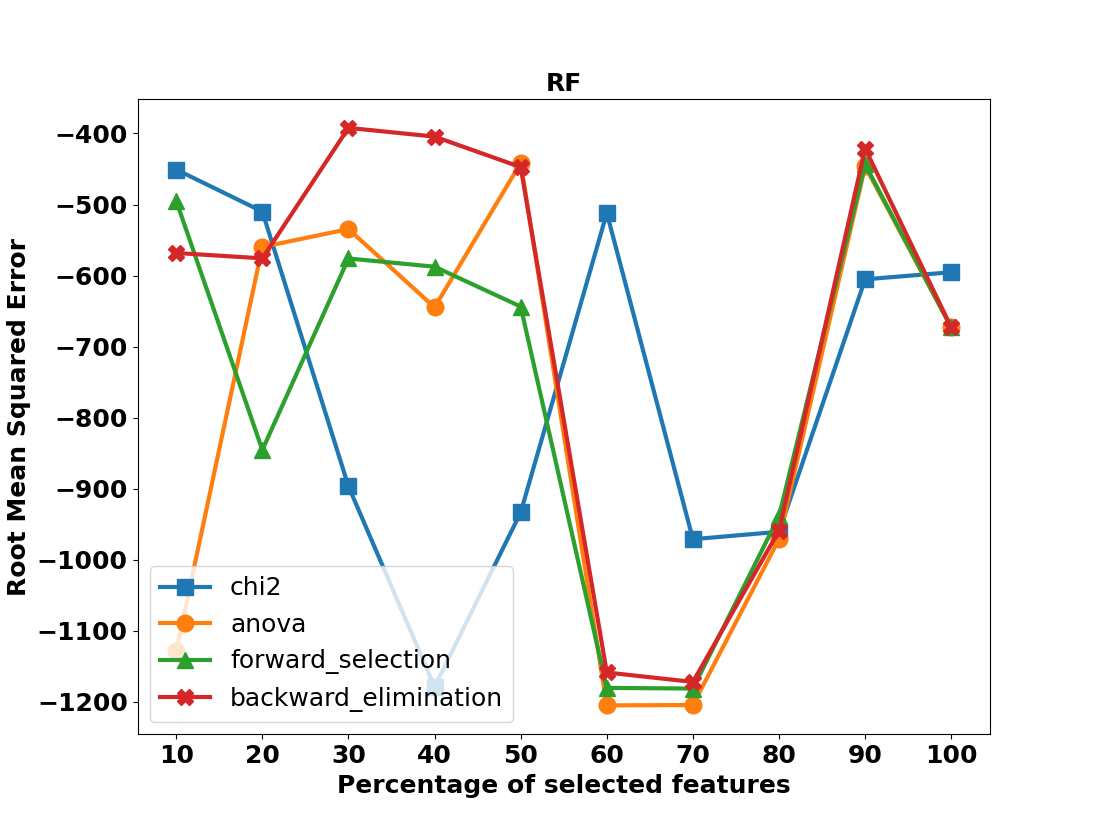 RF
Root Mean Squared Error
−400
−500
−600
−700
−800
−900
−1000
−1100
−1200
chi2
anova
forward_selection
backward_elimination
10 20 30 40 50 60 70 80 90 100
Percentage of selected features